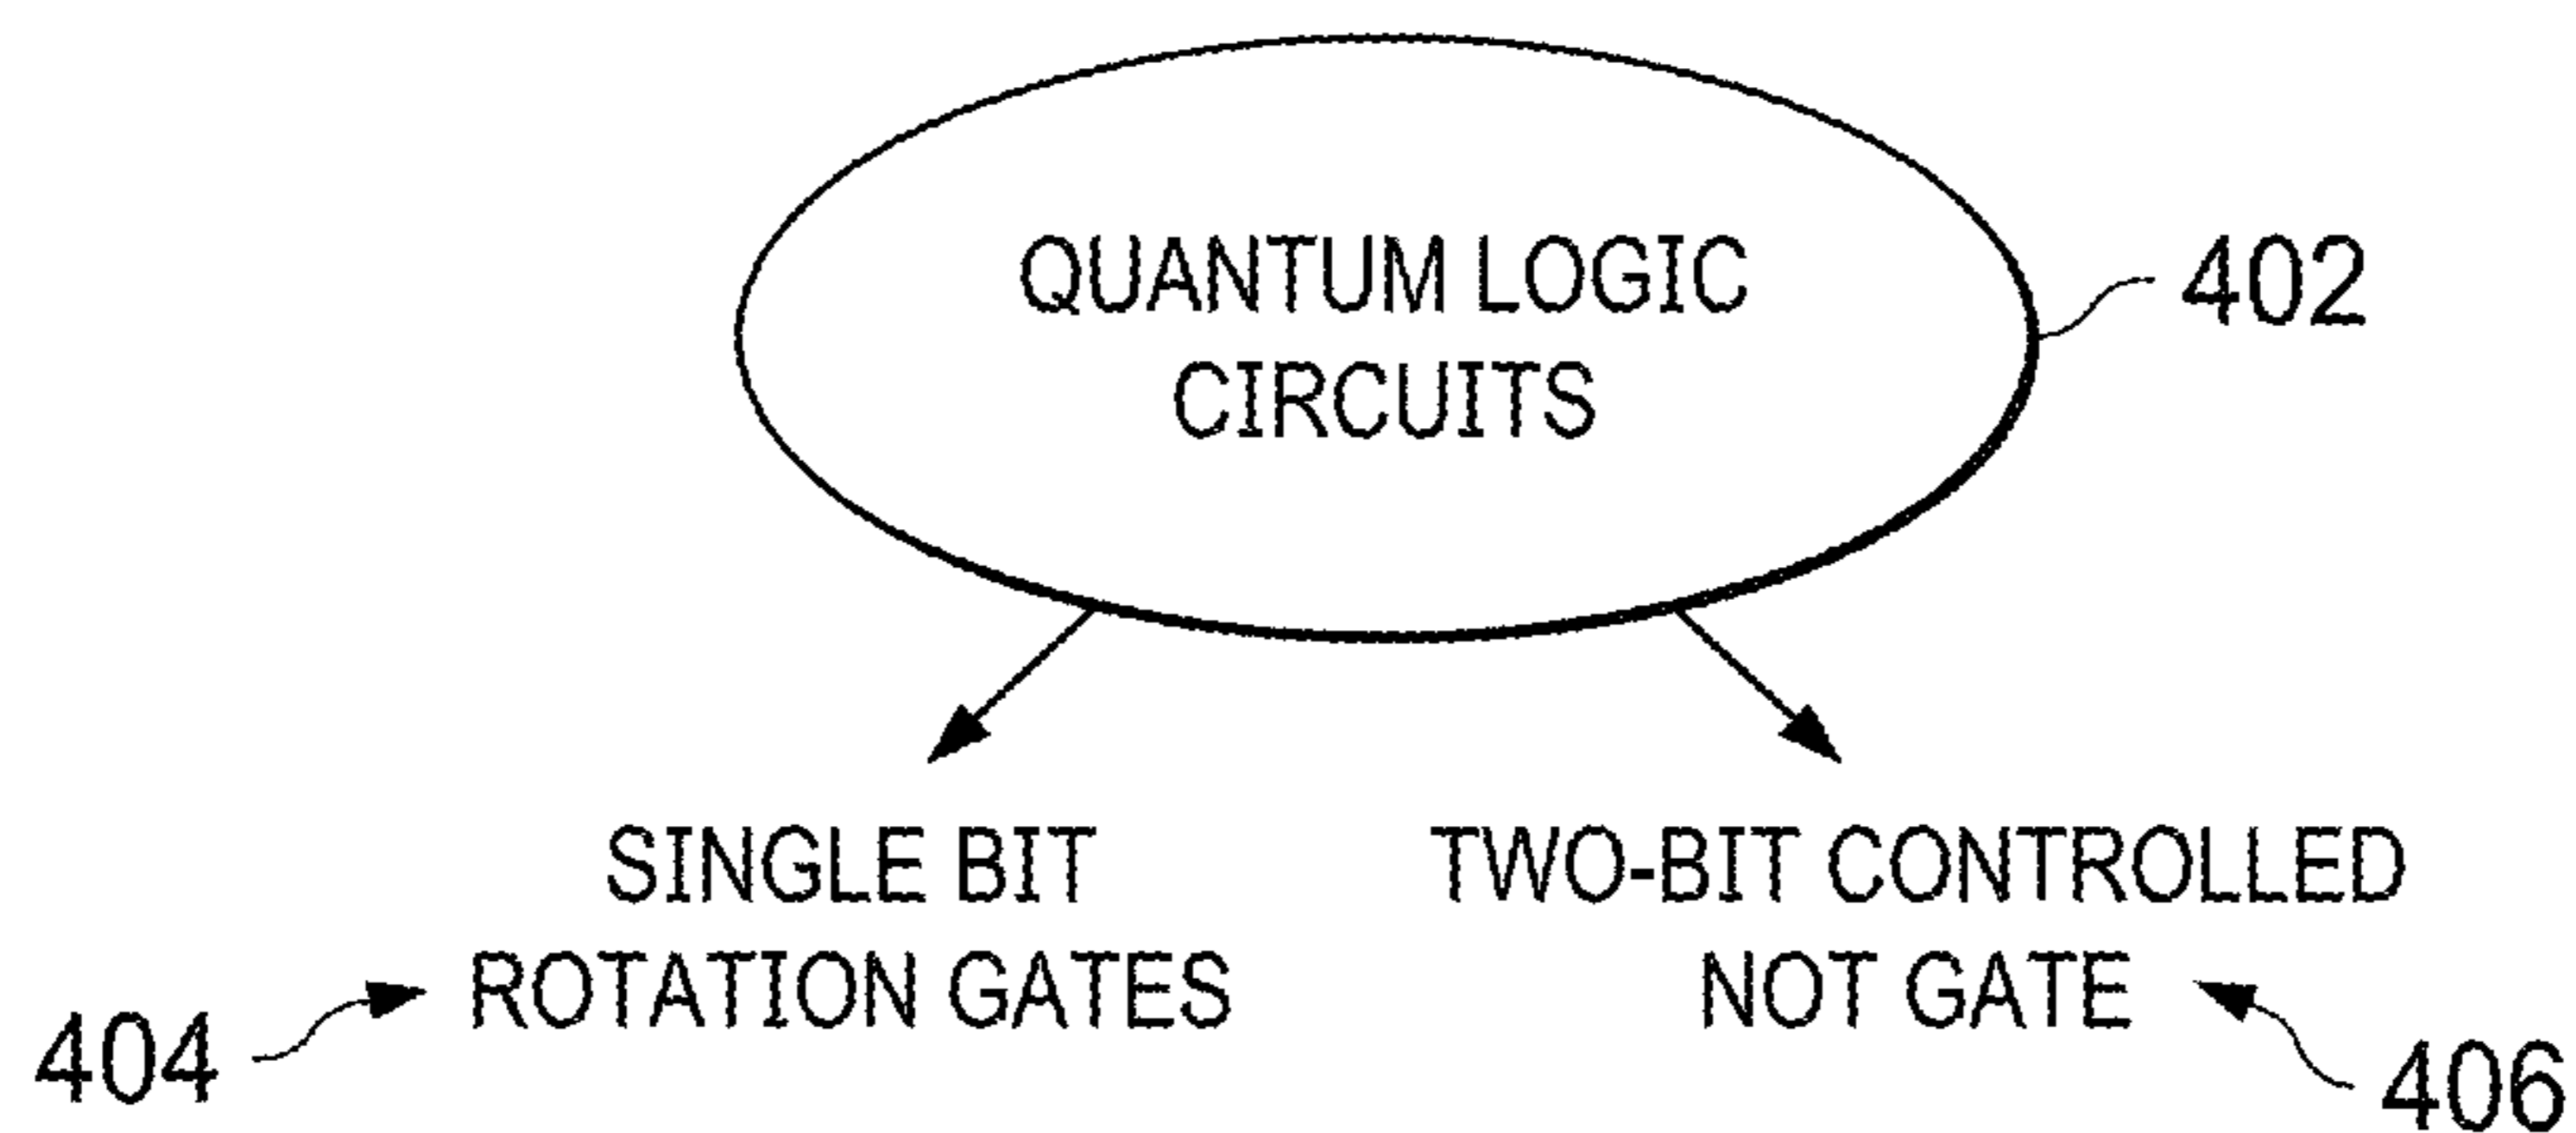 QUANTUM LOGIC
CIRCUITS
402
SINGLE BIT
ROTATION GATES
404
TWO-BIT CONTROLLED
NOT GATE
406